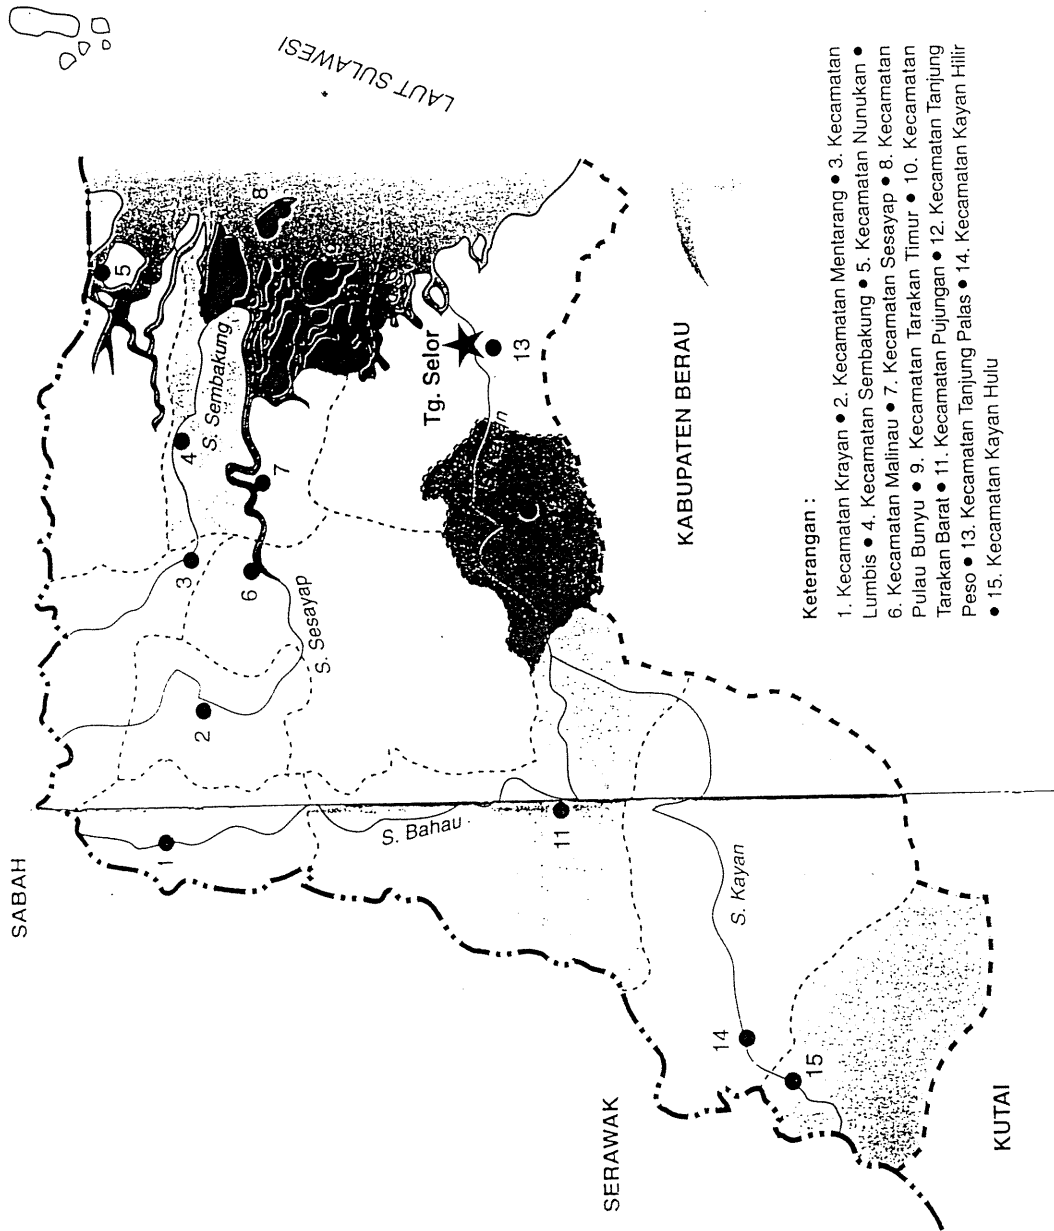 SABAH
SERAWAK
LAUT SULAWESI
1
2
3
4
5
6
7
8
11
13
14
15
S. Sembakung
S. Sesayap
S. Bahau
S. Kayan
Tg. Selor
KABUPATEN BERAU
KUTAI
Keterangan :
1. Kecamatan Krayan ● 2. Kecamatan Mentarang ● 3. Kecamatan
Lumbis ● 4. Kecamatan Sembakung ● 5. Kecamatan Nunukan ●
6. Kecamatan Malinau ● 7. Kecamatan Sesayap ● 8. Kecamatan
Pulau Bunyu ● 9. Kecamatan Tarakan Timur ● 10. Kecamatan
Tarakan Barat ● 11. Kecamatan Pujungan ● 12. Kecamatan Tanjung
Peso ● 13. Kecamatan Tanjung Palas ● 14. Kecamatan Kayan Hilir
● 15. Kecamatan Kayan Hulu